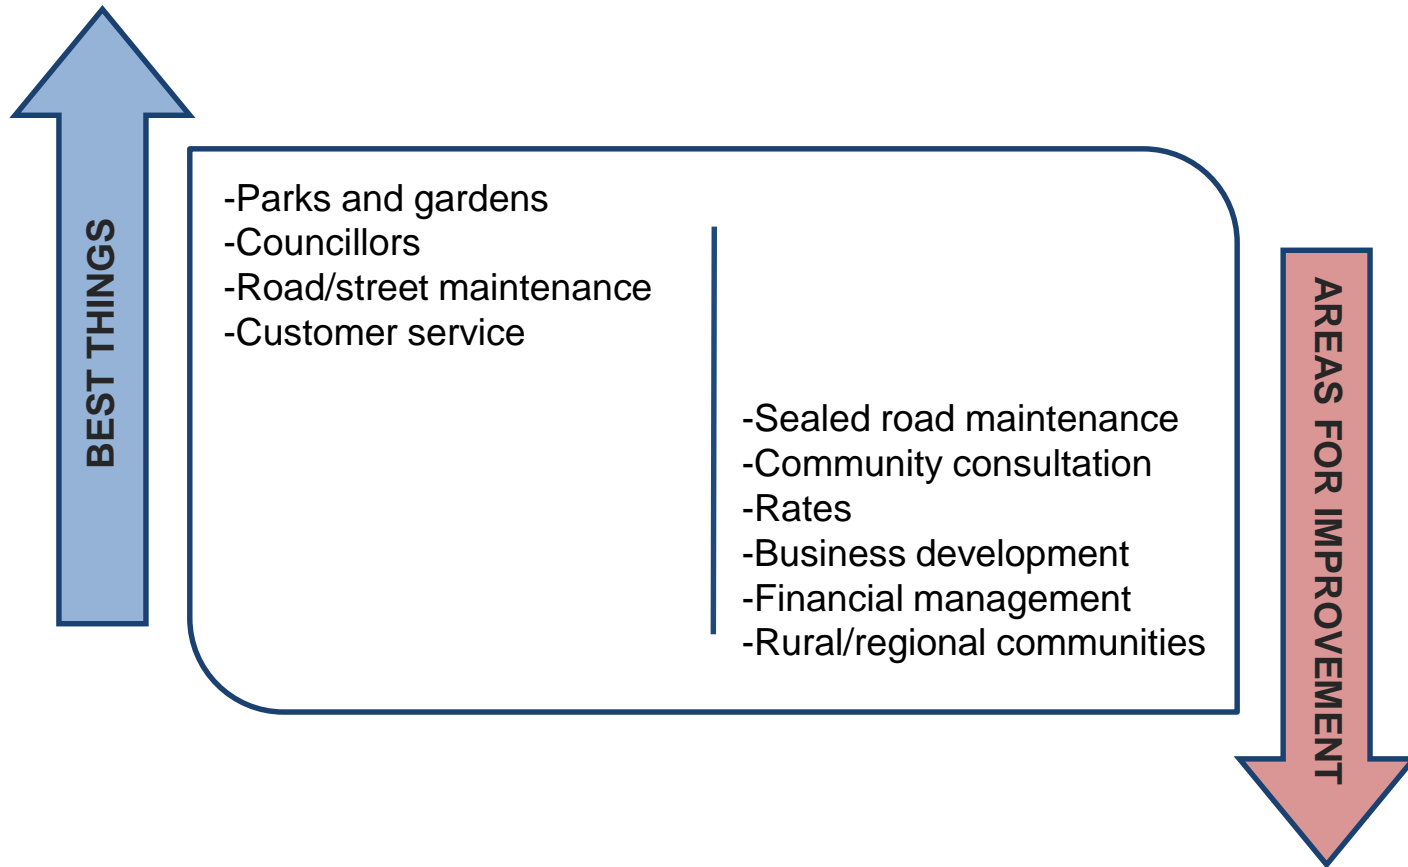 BEST THINGS
-Parks and gardens
-Councillors
-Road/street maintenance
-Customer service
-Sealed road maintenance
-Community consultation
-Rates
-Business development
-Financial management
-Rural/regional communities
AREAS FOR IMPROVEMENT